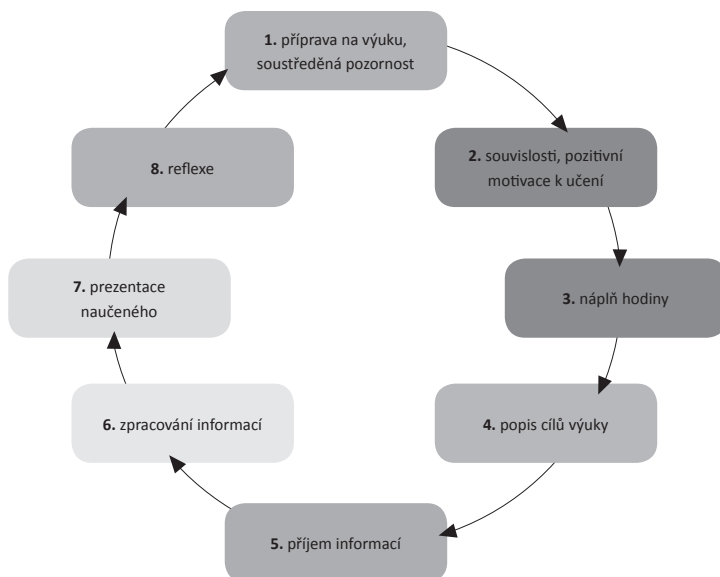 1. příprava na výuku,
soustředěná pozornost
2. souvislosti, pozitivní
motivace k učení
3. náplň hodiny
4. popis cílů výuky
5. příjem informací
6. zpracování informací
7. prezentace
naučeného
8. reflexe